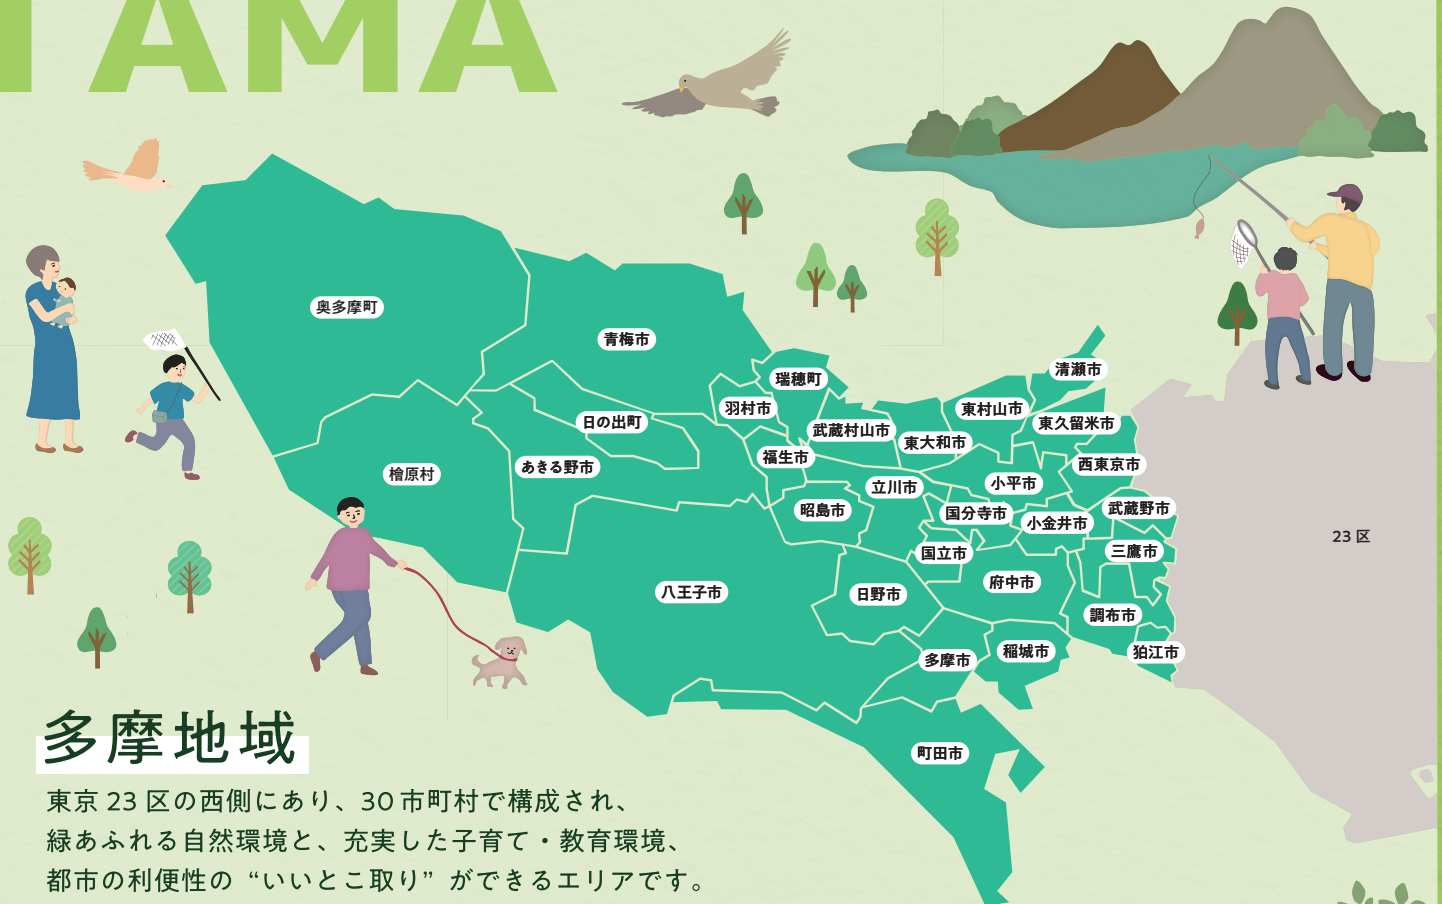 TAMA
奥多摩町
青梅市
瑞穂町
清瀬市
羽村市
東村山市
日の出町
武蔵村山市
東大和市
東久留米市
福生市
あきる野市
檜原村
西東京市
立川市
小平市
昭島市
国分寺市
小金井市
武蔵野市
23 区
国立市
三鷹市
八王子市
日野市
府中市
調布市
多摩市
稲城市
狛江市
町田市
多摩地域
東京 23 区の西側にあり、30 市町村で構成され、
緑あふれる自然環境と、充実した子育て・教育環境、
都市の利便性の “いいとこ取り” ができるエリアです。